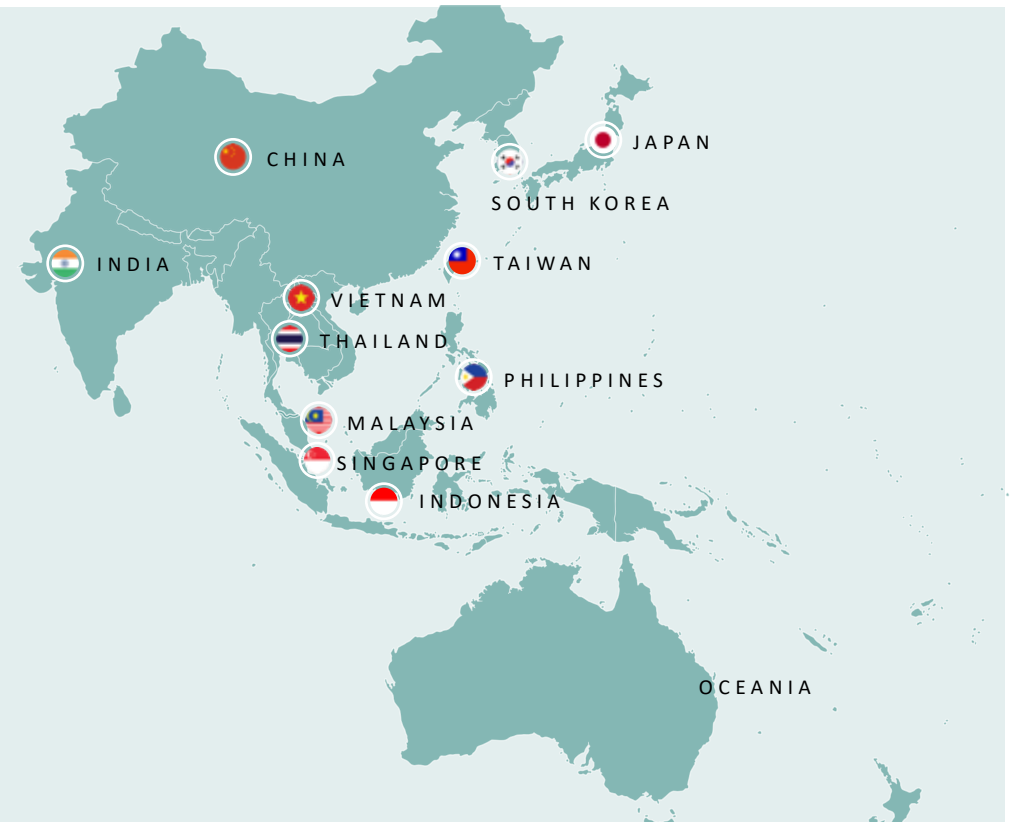 JAPAN
CHINA
SOUTH KOREA
INDIA
TAIWAN
VIETNAM
THAILAND
PHILIPPINES
MALAYSIA
SINGAPORE
INDONESIA
OCEANIA